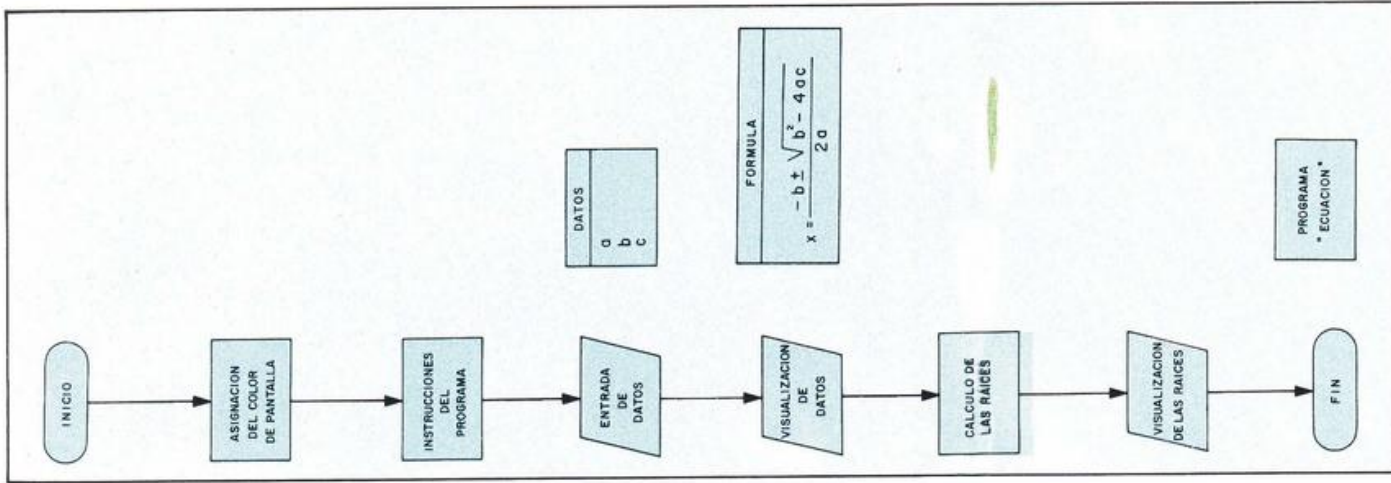 INICIO
ASIGNACION
DEL COLOR
DE PANTALLA
INSTRUCCIONES
DEL
PROGRAMA
ENTRADA
DE
DATOS
DATOS
a
b
c
VISUALIZACION
DE
DATOS
FORMULA
x = -b ± √b² - 4ac
2a
CALCULO DE
LAS RAICES
VISUALIZACION
DE LAS RAICES
FIN
PROGRAMA
"ECUACION"